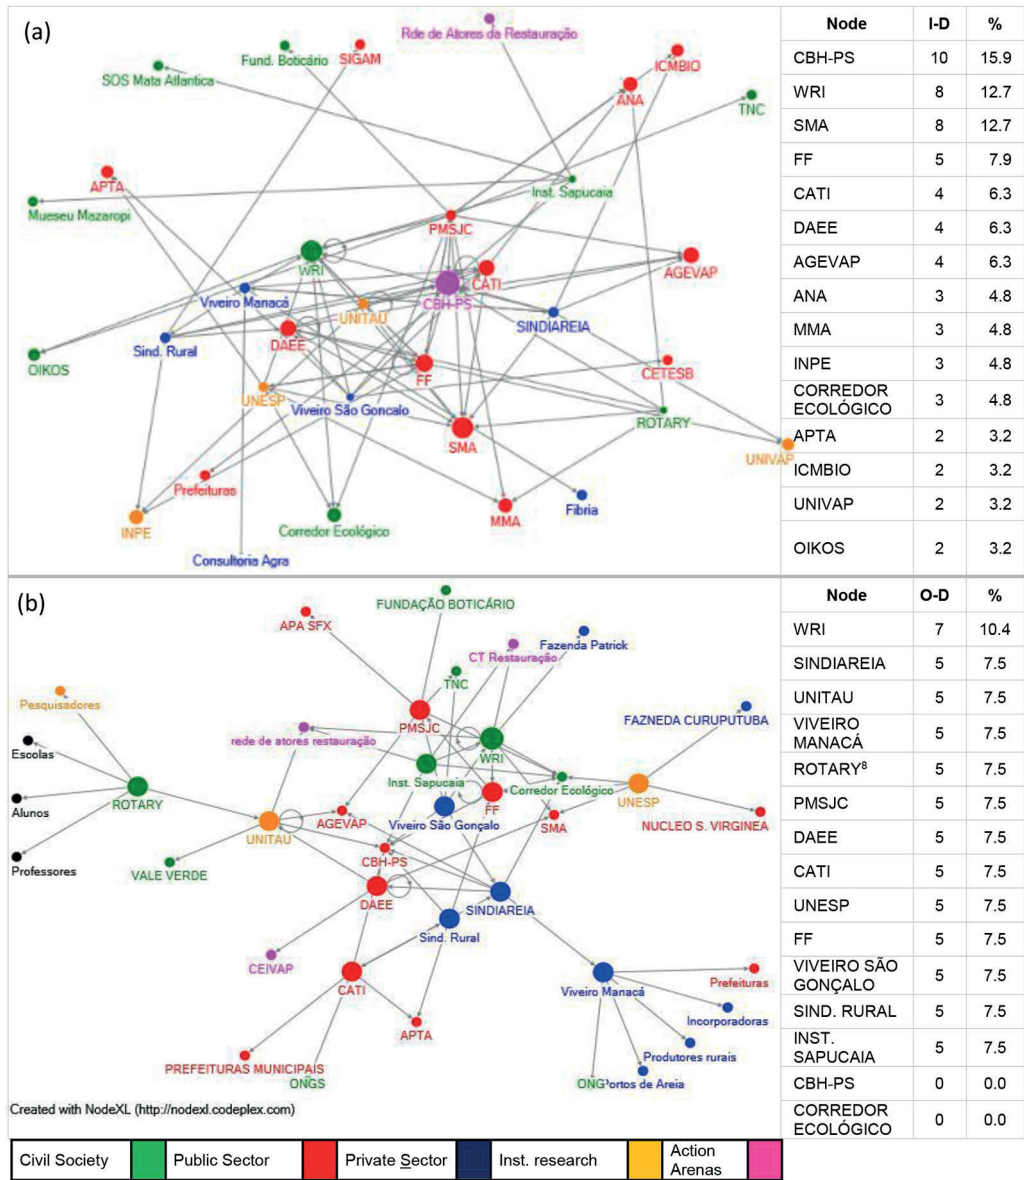 (a)
Rde de Atores da Restauração
Fund. Boticário
SIGAM
ICMBIO
SOS Mata Atlantica
ANA
TNC
APTA
Inst. Sapucaia
Mueseu Mazaropi
PMSJC
WRI
CATI
AGEVAP
Viveiro Manacá
CBH-PS
UNITAU
SINDIAREIA
Sind. Rural
DAEE
OIKOS
FF
CETESB
UNESP
Viveiro São Goncalo
ROTARY
SMA
UNIVAP
Prefeituras
Fibria
MMA
INPE
Corredor Ecológico
Consultoria Agra
Node I-D %
CBH-PS 10 15.9
WRI 8 12.7
SMA 8 12.7
FF 5 7.9
CATI 4 6.3
DAEE 4 6.3
AGEVAP 4 6.3
ANA 3 4.8
MMA 3 4.8
INPE 3 4.8
CORREDOR
ECOLÓGICO 3 4.8
APTA 2 3.2
ICMBIO 2 3.2
UNIVAP 2 3.2
OIKOS 2 3.2
(b)
FUNDAÇÃO BOTICÁRIO
APA SFX
Fazenda Patrick
CT Restauração
TNC
Pesquisadores
FAZNEDA CURUPUTUBA
PMSJC
rede de atores restauração
WRI
Escolas
Inst. Sapucaia
Corredor Ecológico
UNESP
ROTARY
FF
Alunos
AGEVAP
Viveiro São Gonçalo
SMA
NUCLEO S. VIRGINEA
UNITAU
Professores
CBH-PS
VALE VERDE
DAEE
SINDIAREIA
Sind. Rural
CEIVAP
CATI
Viveiro Manacá
Prefeituras
Incorporadoras
APTA
Produtores rurais
PREFEITURAS MUNICIPAIS
ONGS
ONG
Portos de Areia
Created with NodeXL (http://nodexl.codeplex.com)
Node O-D %
WRI 7 10.4
SINDIAREIA 5 7.5
UNITAU 5 7.5
VIVEIRO
MANACÁ 5 7.5
ROTARY⁸ 5 7.5
PMSJC 5 7.5
DAEE 5 7.5
CATI 5 7.5
UNESP 5 7.5
FF 5 7.5
VIVEIRO SÃO
GONÇALO 5 7.5
SIND. RURAL 5 7.5
INST.
SAPUCAIA 5 7.5
CBH-PS 0 0.0
CORREDOR
ECOLÓGICO 0 0.0
Civil Society Public Sector Private Sector Inst. research Action
Arenas